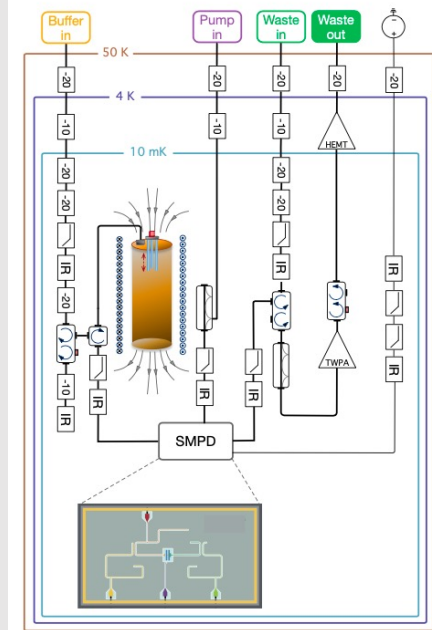 Buffer in
Pump in
Waste in
Waste out
50 K
-20
-20
-20
-20
-20
4 K
-10
-10
-10
HEMT
10 mK
-20
-20
-20
-20
IR
IR
IR
-20
TWPA
IR
-10
IR
IR
IR
IR
SMPD